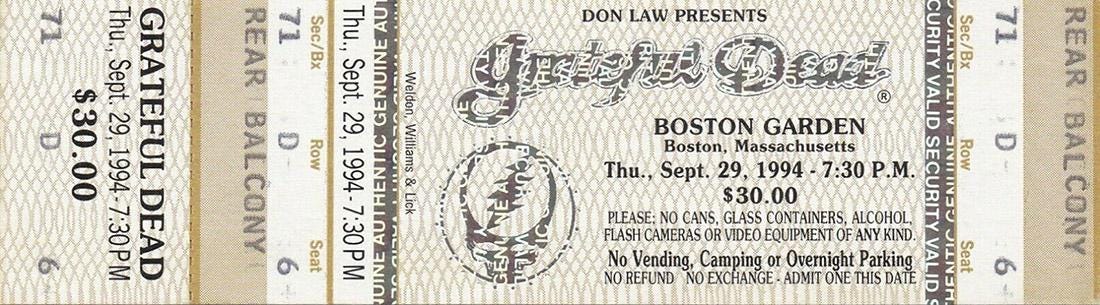 GRATEFUL DEAD
Thu., Sept. 29, 1994 - 7:30PM
$30.00
REAR BALCONY
Sec/Bx Row Seat
71 D 6
Thu., Sept. 29, 1994 - 7:30 PM
Weldon, Williams & Lick
DON LAW PRESENTS
Grateful Dead ®
BOSTON GARDEN
Boston, Massachusetts
Thu., Sept. 29, 1994 - 7:30 P.M.
$30.00
PLEASE: NO CANS, GLASS CONTAINERS, ALCOHOL,
FLASH CAMERAS OR VIDEO EQUIPMENT OF ANY KIND.
No Vending, Camping or Overnight Parking
NO REFUND NO EXCHANGE - ADMIT ONE THIS DATE
Sec/Bx Row Seat
71 D 6
REAR BALCONY